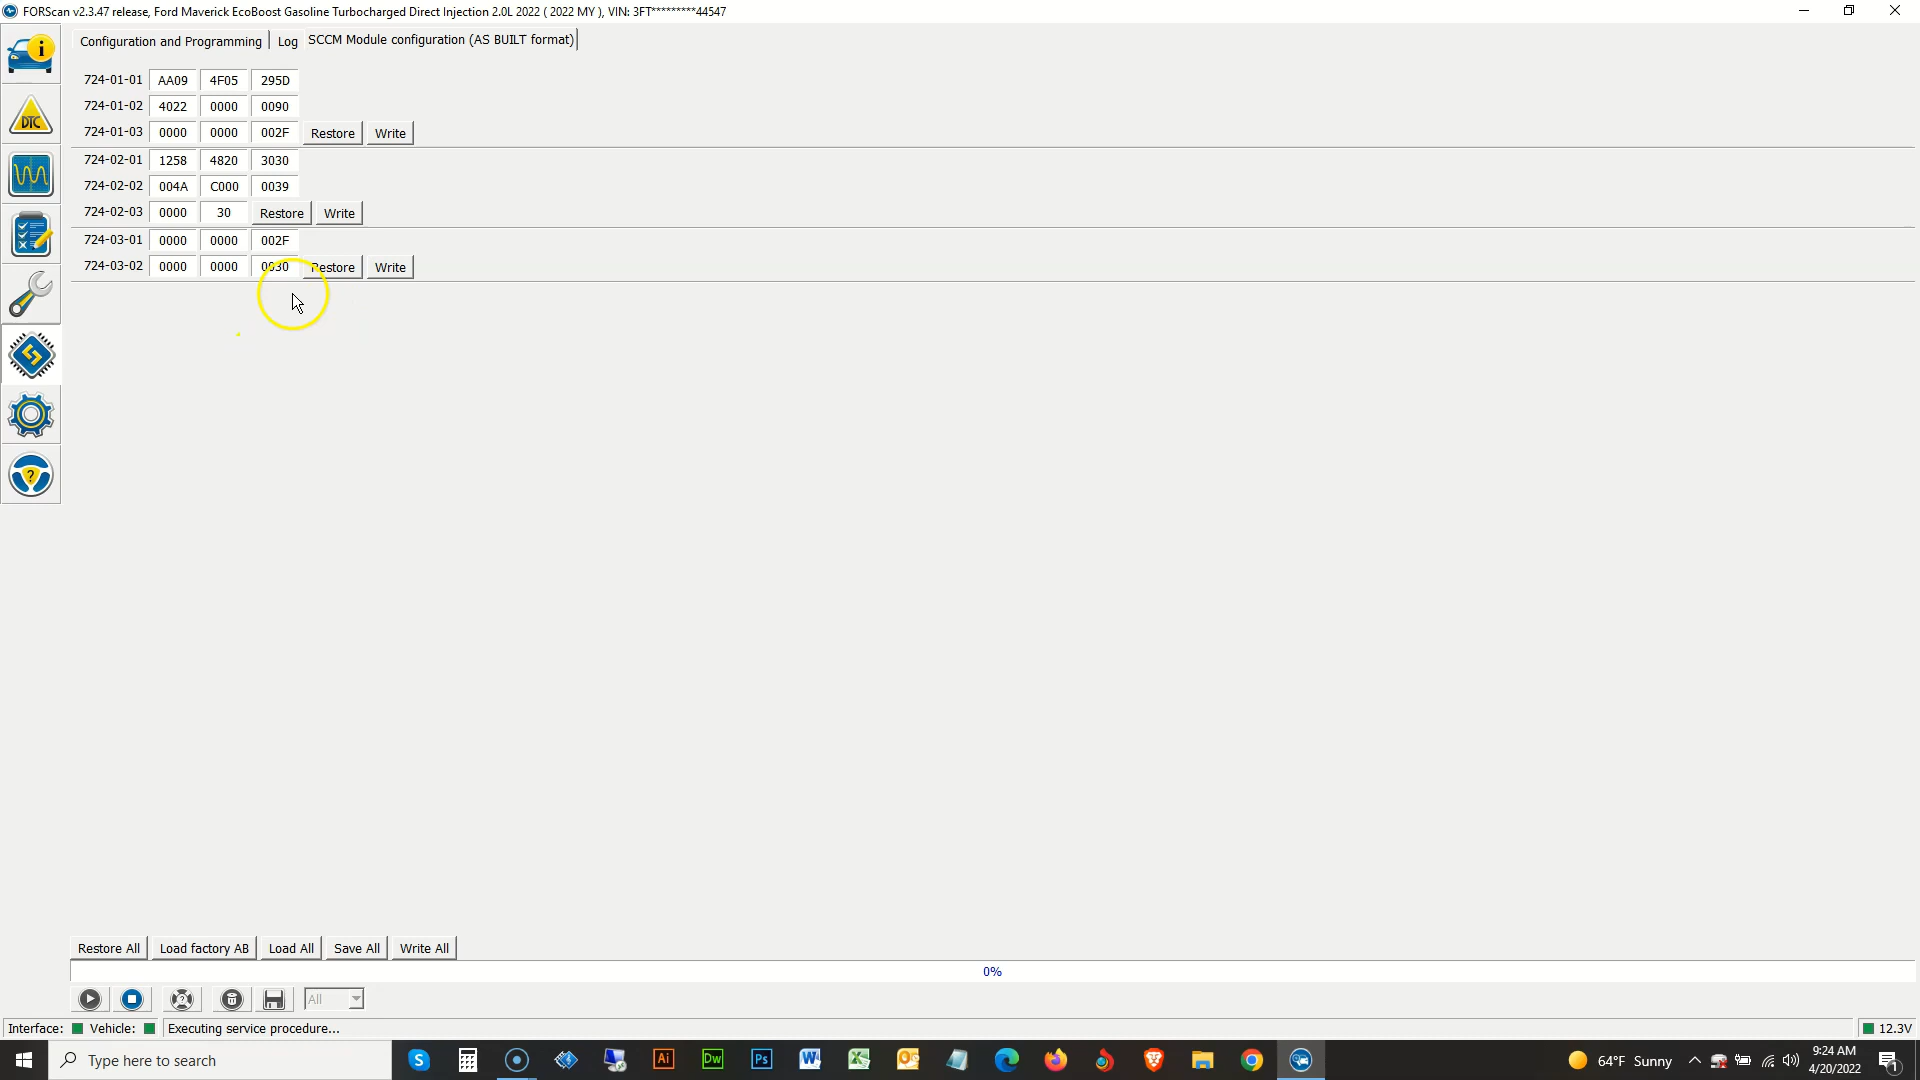 FORScan v2.3.47 release, Ford Maverick EcoBoost Gasoline Turbocharged Direct Injection 2.0L 2022 ( 2022 MY ), VIN: 3FT*********44547
Configuration and Programming Log SCCM Module configuration (AS BUILT format)
724-01-01 AA09 4F05 295D
724-01-02 4022 0000 0090
724-01-03 0000 0000 002F Restore Write
724-02-01 1258 4820 3030
724-02-02 004A C000 0039
724-02-03 0000 30 Restore Write
724-03-01 0000 0000 002F
724-03-02 0000 0000 0030 Restore Write
DTC
Restore All Load factory AB Load All Save All Write All
0%
All
Interface: Vehicle: Executing service procedure... 12.3V
Type here to search
Ai Dw Ps
64°F Sunny
9:24 AM
4/20/2022
1